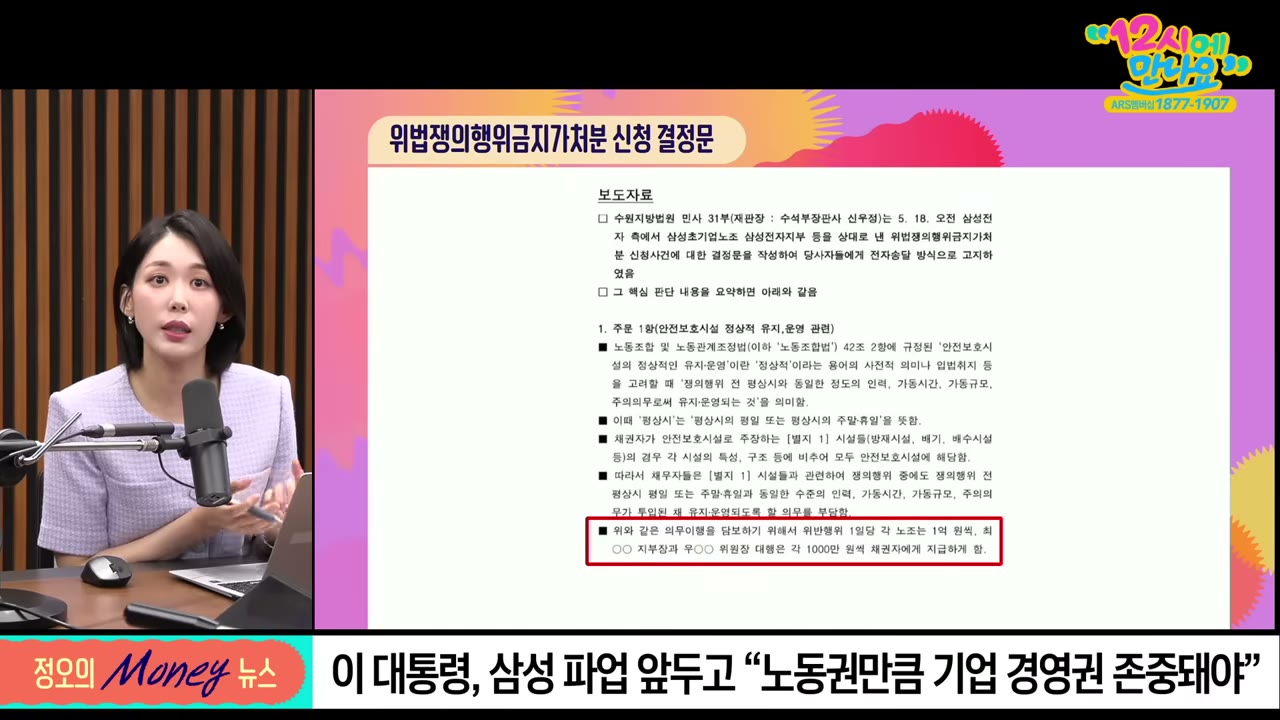 “12시에
만나요”
ARS멤버십1877-1907
위법쟁의행위금지가처분 신청 결정문
보도자료
□ 수원지방법원 민사 31부(재판장 : 수석부장판사 신우정)는 5. 18. 오전 삼성전
자 측에서 삼성초기업노조 삼성전자지부 등을 상대로 낸 위법쟁의행위금지가처
분 신청사건에 대한 결정문을 작성하여 당사자들에게 전자송달 방식으로 고지하
였음
□ 그 핵심 판단 내용을 요약하면 아래와 같음
1. 주문 1항(안전보호시설 정상적 유지,운영 관련)
■ 노동조합 및 노동관계조정법(이하 ‘노동조합법’) 42조 2항에 규정된 ‘안전보호시
설의 정상적인 유지·운영’이란 ‘정상적’이라는 용어의 사전적 의미나 입법취지 등
을 고려할 때 ‘쟁의행위 전 평상시와 동일한 정도의 인력, 가동시간, 가동규모,
주의의무로써 유지·운영되는 것’을 의미함.
■ 이때 ‘평상시’는 ‘평상시의 평일 또는 평상시의 주말·휴일’을 뜻함.
■ 채권자가 안전보호시설로 주장하는 [별지 1] 시설들(방재시설, 배기, 배수시설
등)의 경우 각 시설의 특성, 구조 등에 비추어 모두 안전보호시설에 해당함.
■ 따라서 채무자들은 [별지 1] 시설들과 관련하여 쟁의행위 중에도 쟁의행위 전
평상시 평일 또는 주말·휴일과 동일한 수준의 인력, 가동시간, 가동규모, 주의의
무가 투입된 채 유지·운영되도록 할 의무를 부담함.
■ 위와 같은 의무이행을 담보하기 위해서 위반행위 1일당 각 노조는 1억 원씩, 최
○○ 지부장과 우○○ 위원장 대행은 각 1000만 원씩 채권자에게 지급하게 함.
정오의 Money 뉴스
이 대통령, 삼성 파업 앞두고 “노동권만큼 기업 경영권 존중돼야”